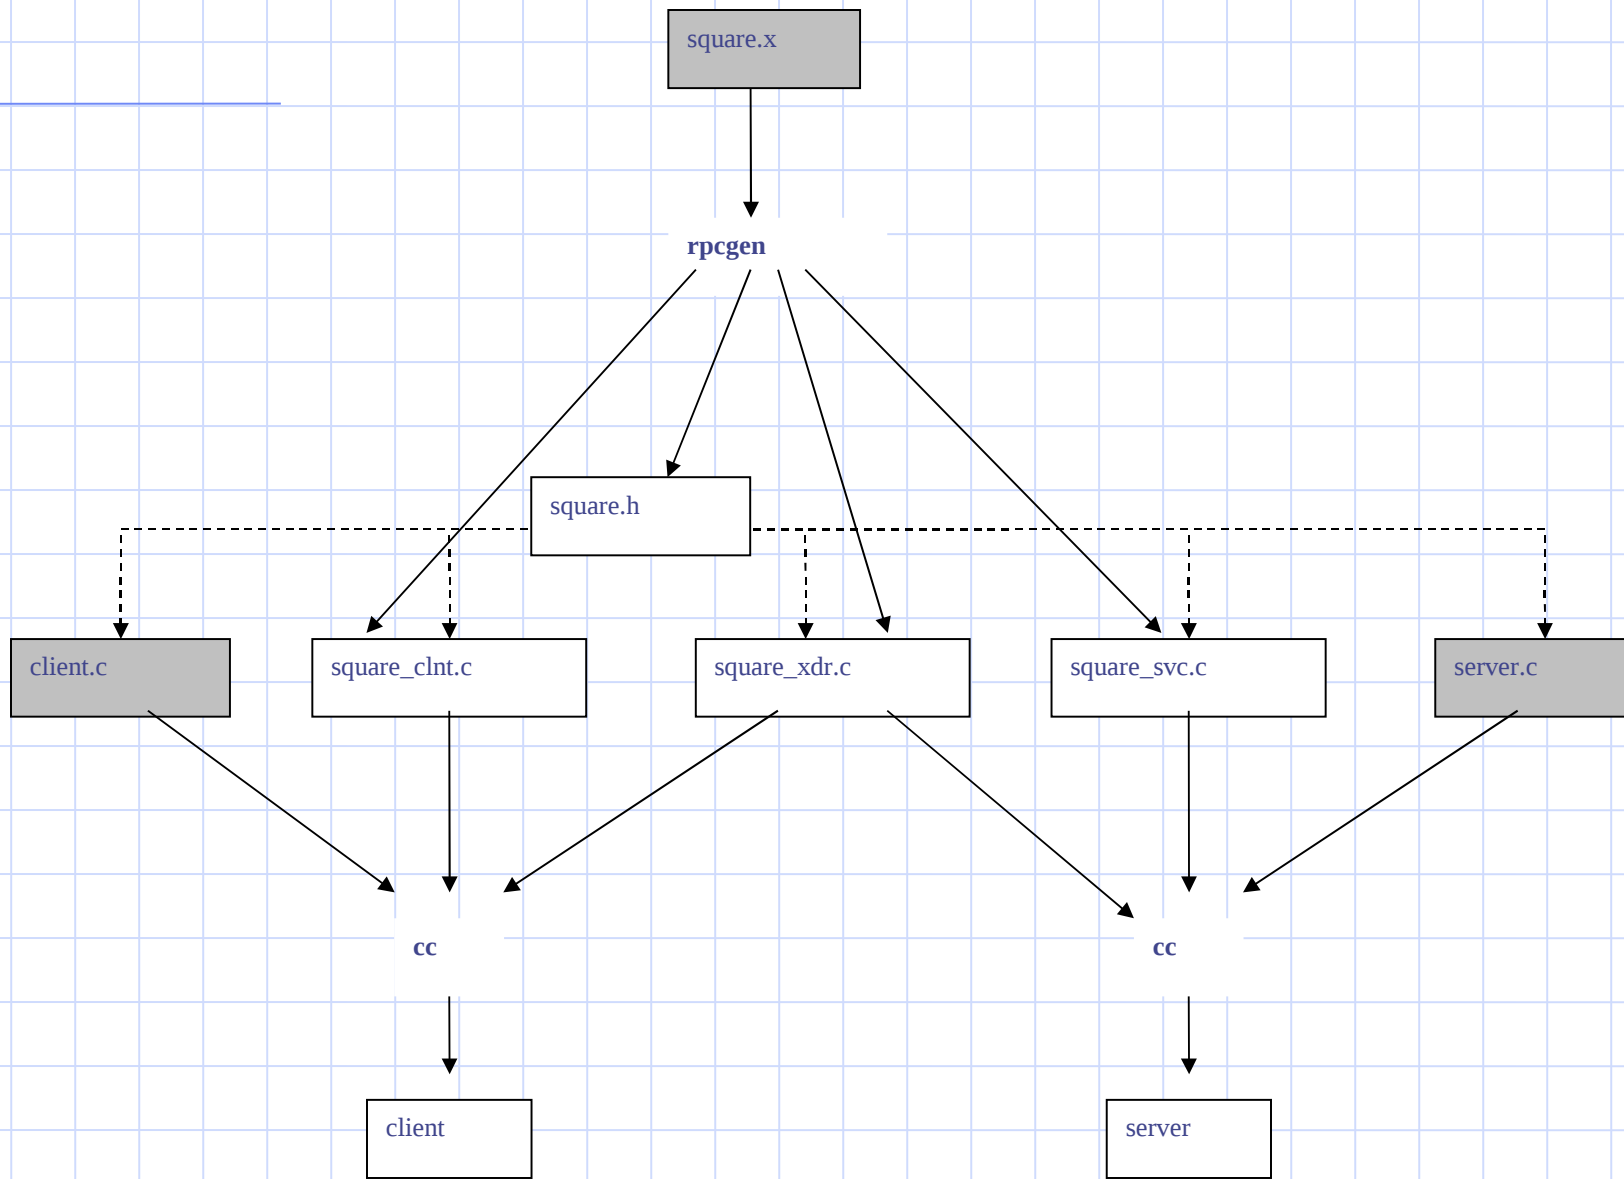 square.x
rpcgen
square.h
client.c
square_clnt.c
square_xdr.c
square_svc.c
server.c
cc
cc
client
server